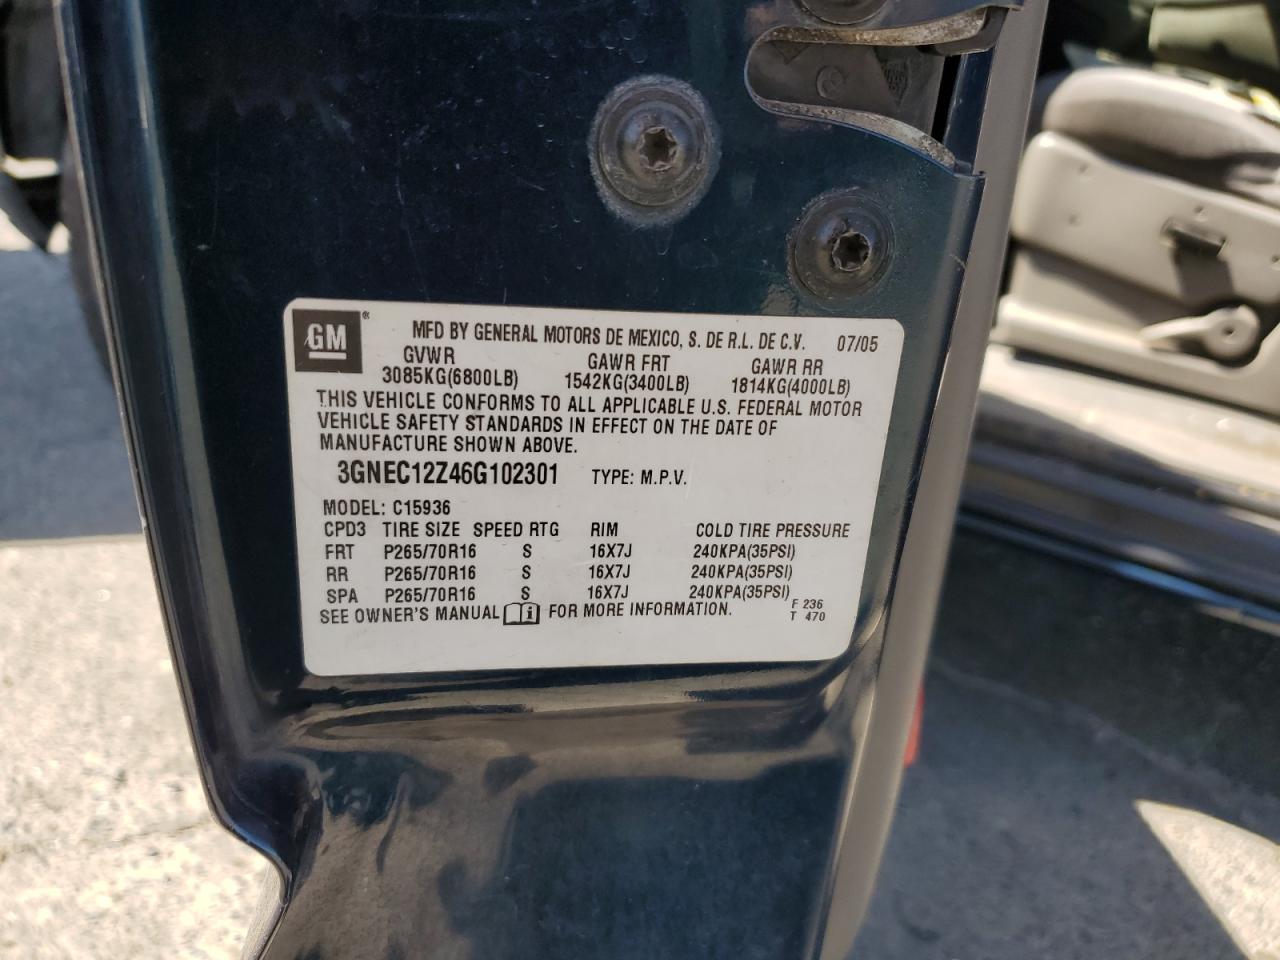 GM®
MFD BY GENERAL MOTORS DE MEXICO, S. DE R.L. DE C.V. 07/05
GVWR GAWR FRT GAWR RR
3085KG(6800LB) 1542KG(3400LB) 1814KG(4000LB)
THIS VEHICLE CONFORMS TO ALL APPLICABLE U.S. FEDERAL MOTOR
VEHICLE SAFETY STANDARDS IN EFFECT ON THE DATE OF
MANUFACTURE SHOWN ABOVE.
3GNEC12Z46G102301 TYPE: M.P.V.
MODEL: C15936
CPD3 TIRE SIZE SPEED RTG RIM COLD TIRE PRESSURE
FRT P265/70R16 S 16X7J 240KPA(35PSI)
RR P265/70R16 S 16X7J 240KPA(35PSI)
SPA P265/70R16 S 16X7J 240KPA(35PSI)
SEE OWNER'S MANUAL i FOR MORE INFORMATION. F 236
T 470